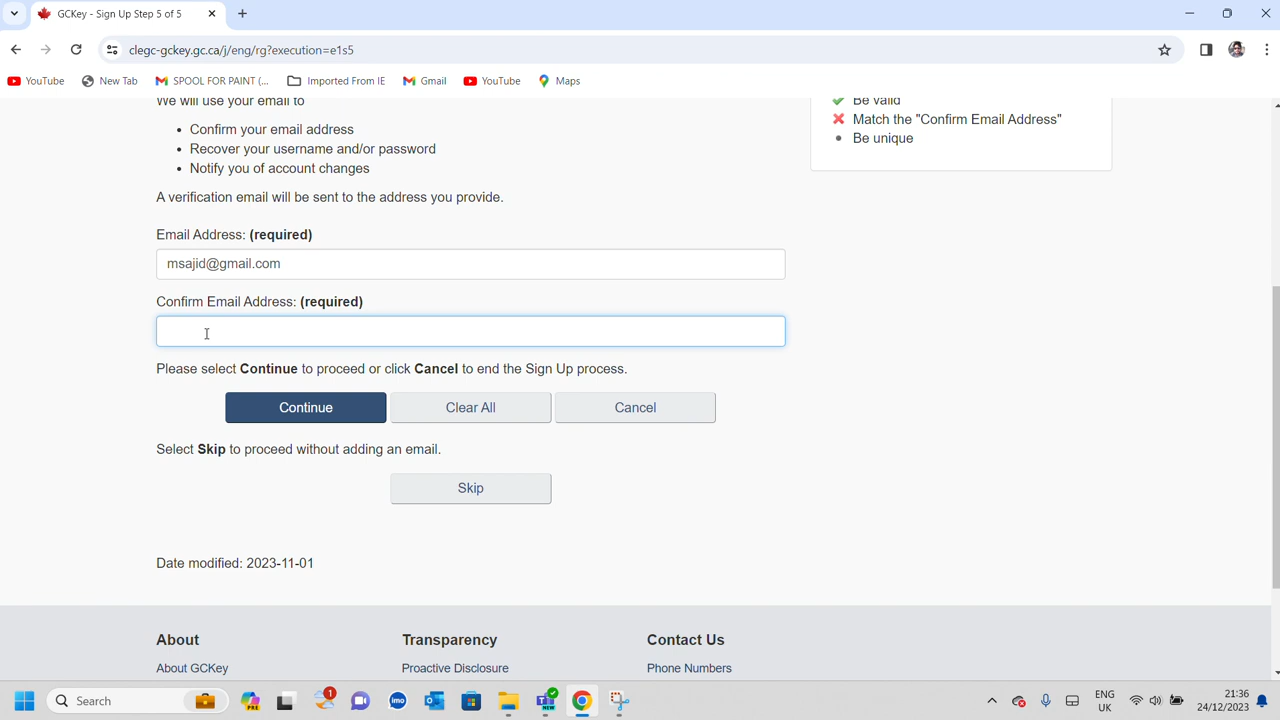 GCKey - Sign Up Step 5 of 5
clegc-gckey.gc.ca/j/eng/rg?execution=e1s5
YouTube
New Tab
SPOOL FOR PAINT (...
Imported From IE
Gmail
YouTube
Maps
We will use your email to
Confirm your email address
Recover your username and/or password
Notify you of account changes
A verification email will be sent to the address you provide.
Be valid
Match the "Confirm Email Address"
Be unique
Email Address: (required)
msajid@gmail.com
Confirm Email Address: (required)
Please select Continue to proceed or click Cancel to end the Sign Up process.
Continue
Clear All
Cancel
Select Skip to proceed without adding an email.
Skip
Date modified: 2023-11-01
About
Transparency
Contact Us
About GCKey
Proactive Disclosure
Phone Numbers
Search
PRE
1
imo
NEW
ENG
UK
21:36
24/12/2023